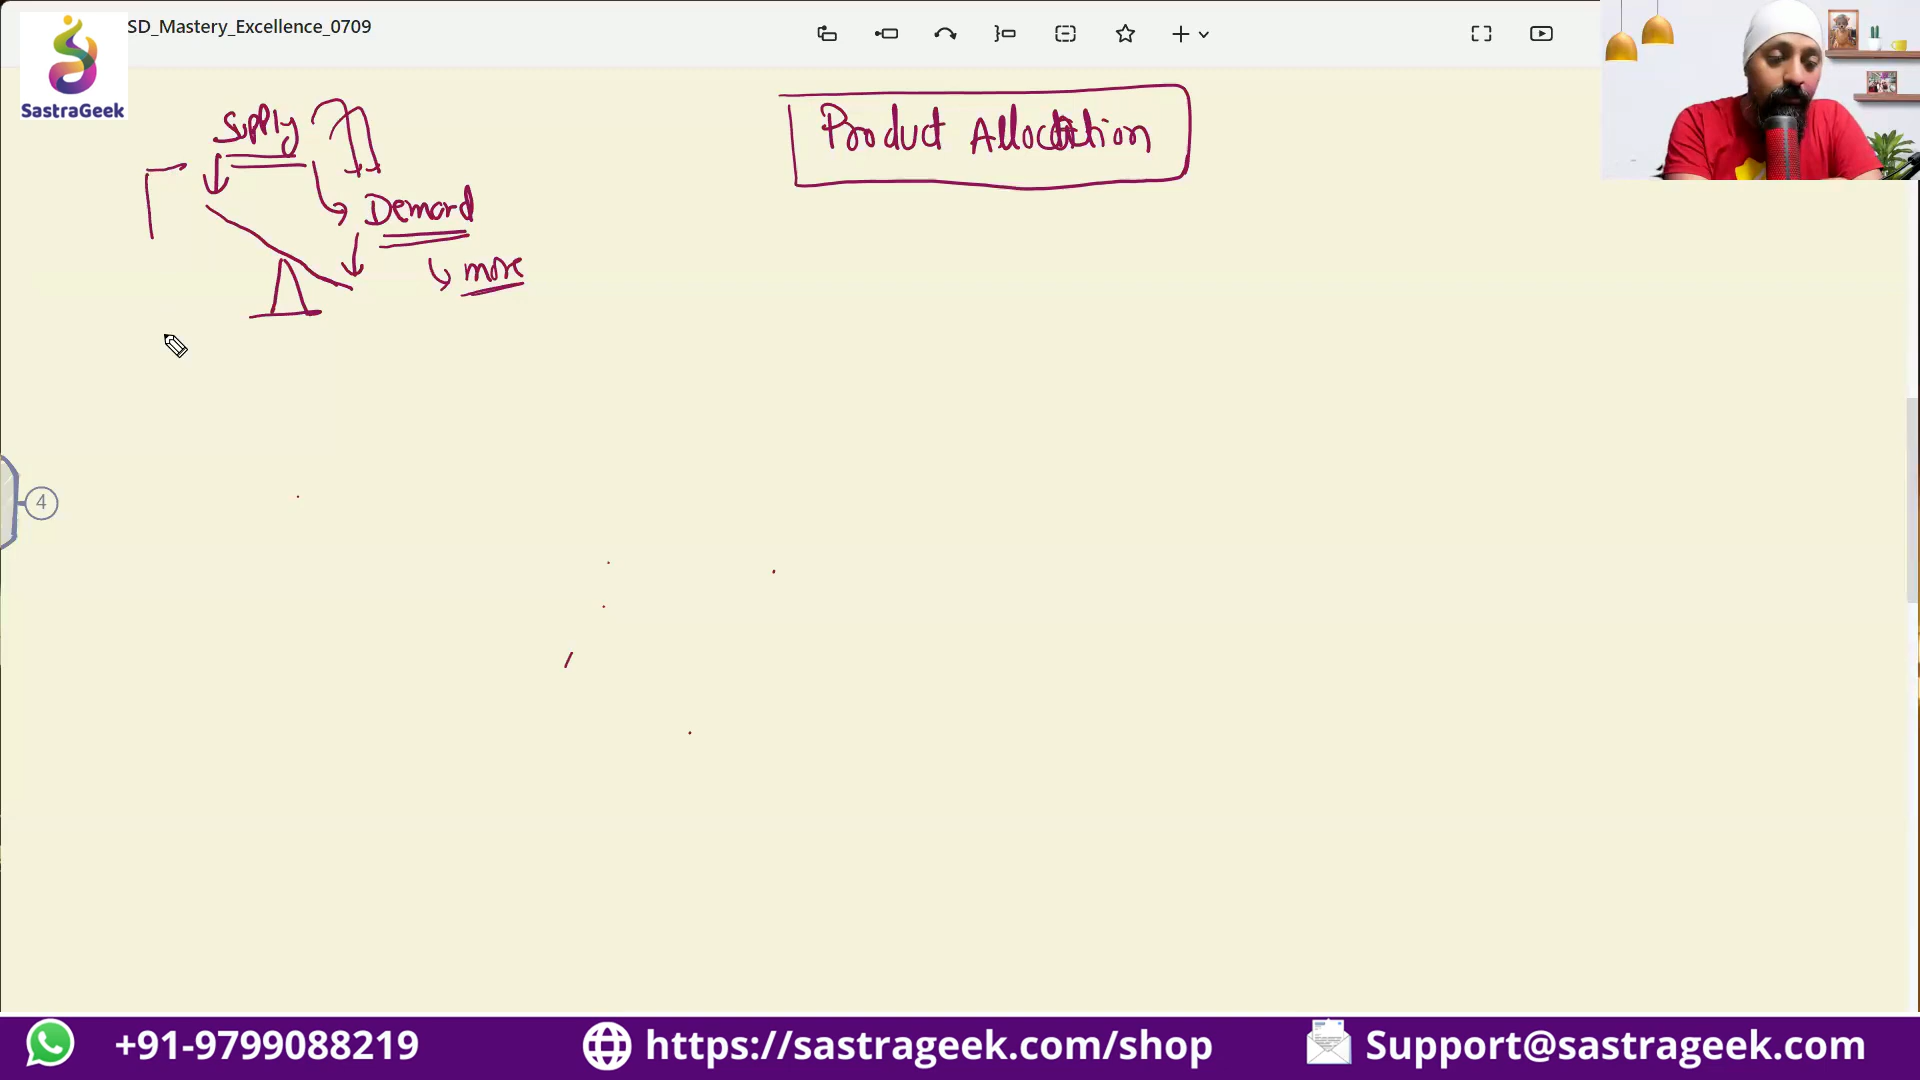 SD_Mastery_Excellence_0709
SastraGeek
Supply
Product Allocation
Demand
more
4
+91-9799088219
https://sastrageek.com/shop
Support@sastrageek.com